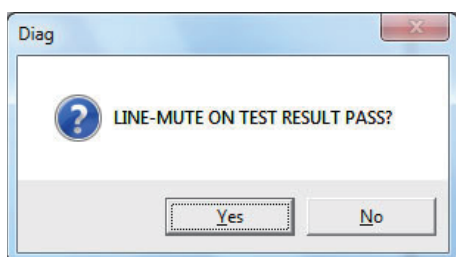 Diag
LINE-MUTE ON TEST RESULT PASS?
Yes
No